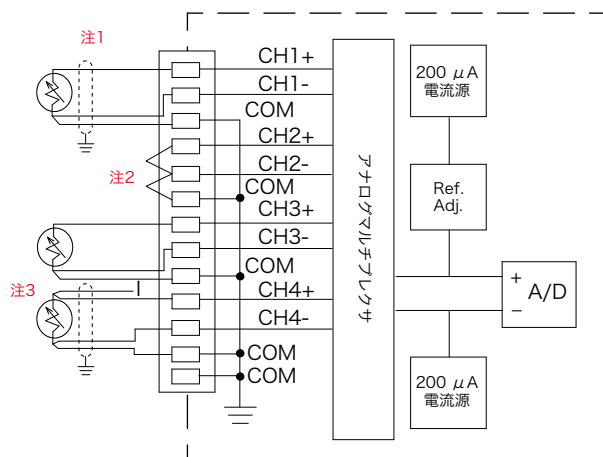 注1
CH1+
CH1-
COM
CH2+
注2
CH2-
COM
CH3+
CH3-
COM
注3
CH4+
CH4-
COM
COM
アナログマルチプレクサ
200 μA
電流源
Ref.
Adj.
+
A/D
−
200 μA
電流源